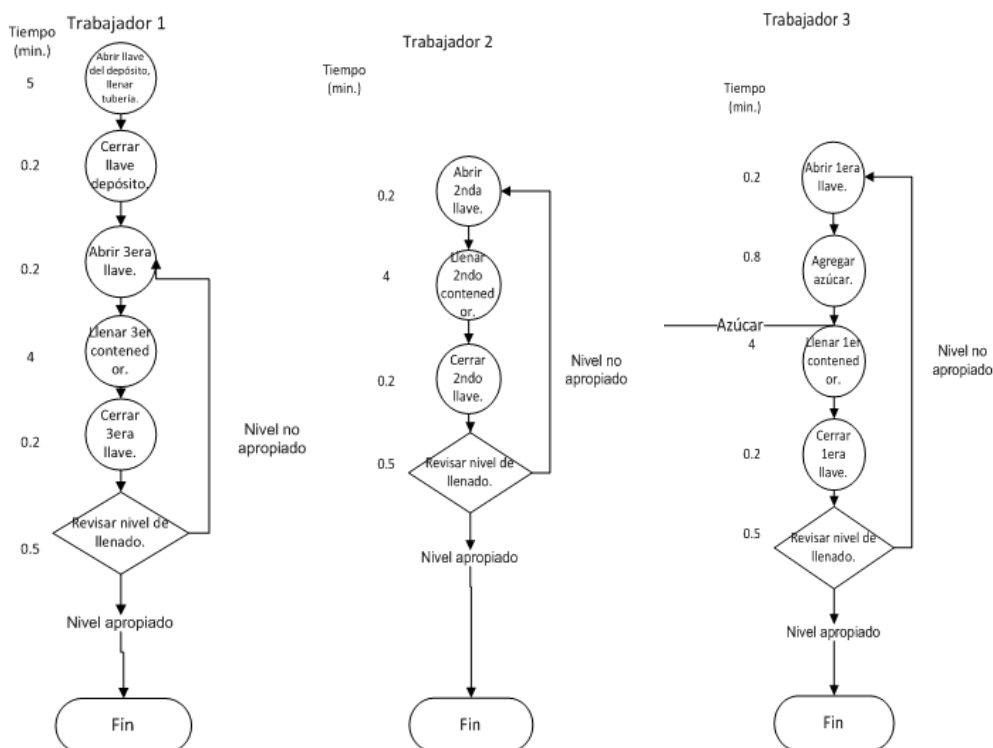 Trabajador 1
Tiempo
(min.)
Abrir llave
del depósito,
llenar
tubería.
5
Cerrar
llave
depósito.
0.2
Abrir 3era
llave.
0.2
Llenar 3er
contened
or.
4
Cerrar
3era
llave.
0.2
Nivel no
apropiado
Revisar nivel de
llenado.
0.5
Nivel apropiado
Fin
Trabajador 2
Tiempo
(min.)
Abrir
2nda
llave.
0.2
Llenar
2ndo
contened
or.
4
Cerrar
2ndo
llave.
0.2
Nivel no
apropiado
Revisar nivel de
llenado.
0.5
Nivel apropiado
Fin
Trabajador 3
Tiempo
(min.)
Abrir 1era
llave.
0.2
Agregar
azúcar.
0.8
Azúcar
Llenar 1er
contened
or.
4
Nivel no
apropiado
Cerrar
1era
llave.
0.2
Revisar nivel de
llenado.
0.5
Nivel apropiado
Fin